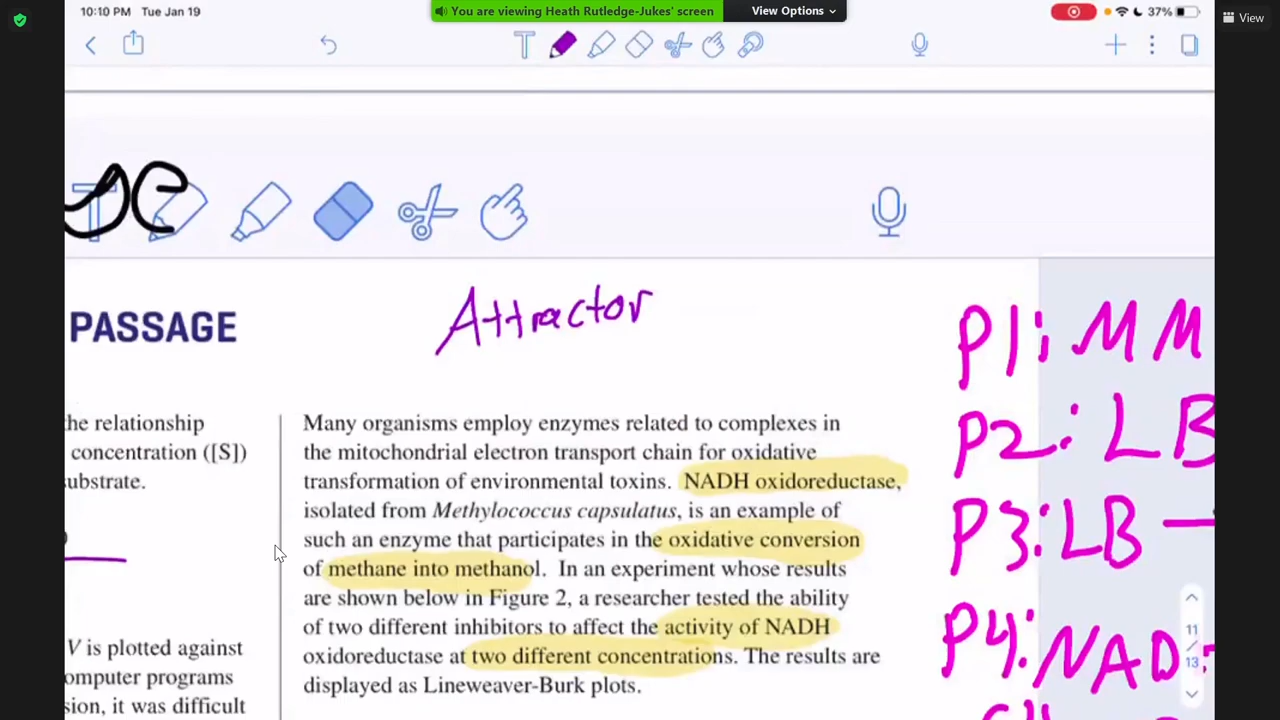 10:10 PM Tue Jan 19
You are viewing Heath Rutledge-Jukes' screen
View Options
37%
View
PASSAGE
Attractor
he relationship
concentration ([S])
ubstrate.
V is plotted against
omputer programs
sion, it was difficult
Many organisms employ enzymes related to complexes in
the mitochondrial electron transport chain for oxidative
transformation of environmental toxins. NADH oxidoreductase,
isolated from Methylococcus capsulatus, is an example of
such an enzyme that participates in the oxidative conversion
of methane into methanol. In an experiment whose results
are shown below in Figure 2, a researcher tested the ability
of two different inhibitors to affect the activity of NADH
oxidoreductase at two different concentrations. The results are
displayed as Lineweaver-Burk plots.
P1: MM
P2: LB
P3: LB —
P4: NAD
11
13